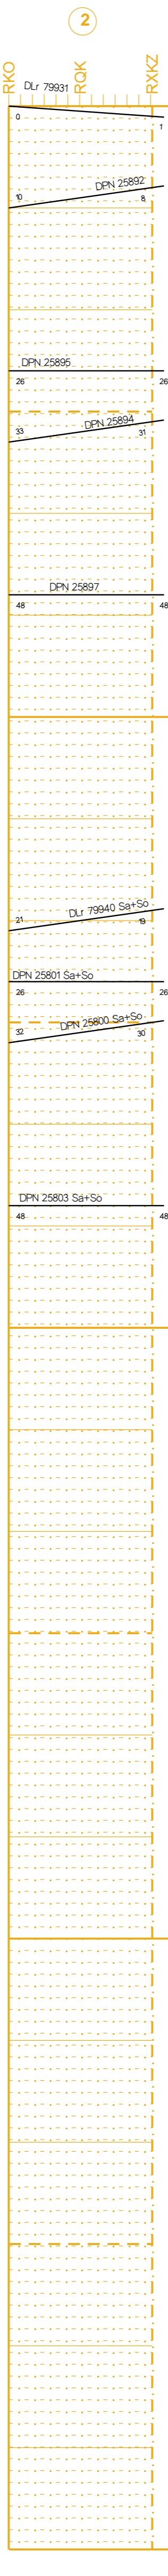 2
RKO RQK RXKZ
DLr 79931
0 1
DPN 25892
10 8
DPN 25895
26 26
DPN 25894
33 31
DPN 25897
48 48
DLr 79940 Sa+So
21 19
DPN 25801 Sa+So
26 26
DPN 25800 Sa+So
32 30
DPN 25803 Sa+So
48 48